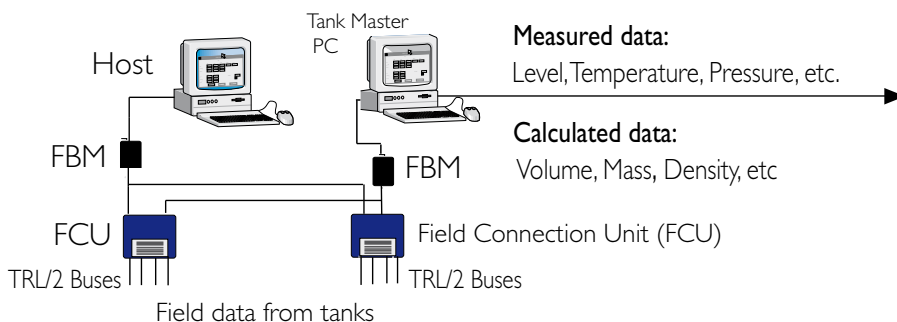 Tank Master
PC
Host
Measured data:
Level, Temperature, Pressure, etc.
Calculated data:
Volume, Mass, Density, etc
FBM
FBM
FCU
Field Connection Unit (FCU)
TRL/2 Buses
TRL/2 Buses
Field data from tanks